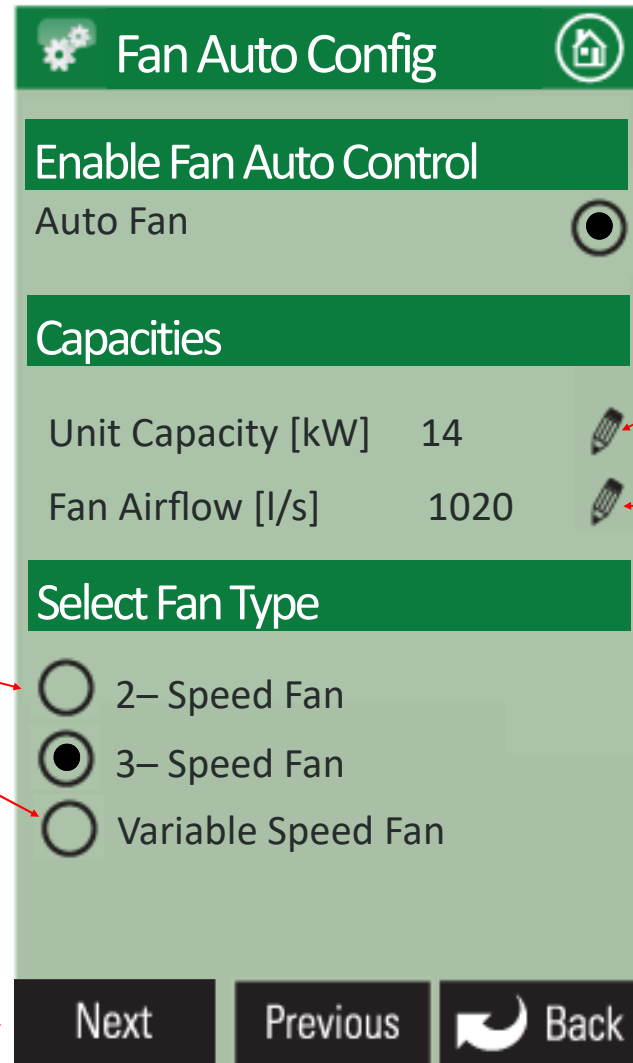 Fan Auto Config
Enable Fan Auto Control
Auto Fan
Capacities
Unit Capacity [kW] 14
Fan Airflow [l/s] 1020
Select Fan Type
2– Speed Fan
3– Speed Fan
Variable Speed Fan
Next Previous Back